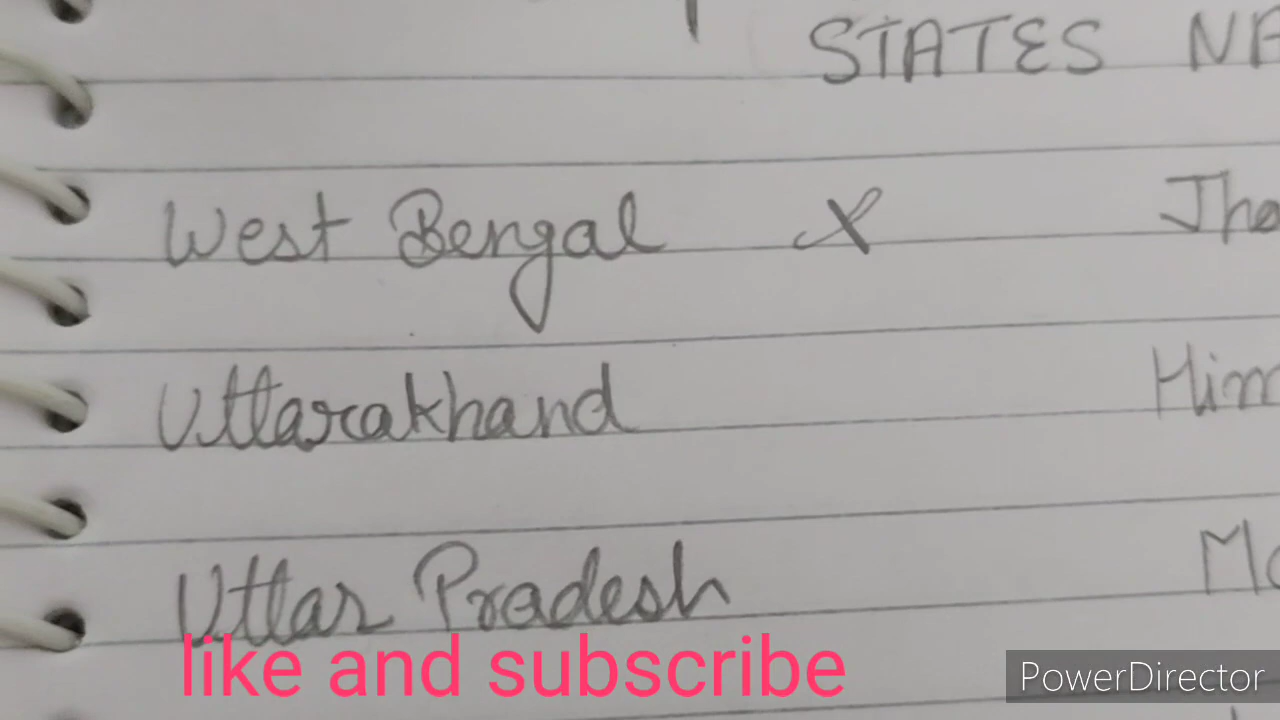 STATES
West Bengal X
Uttarakhand
Uttar Pradesh
like and subscribe
PowerDirector